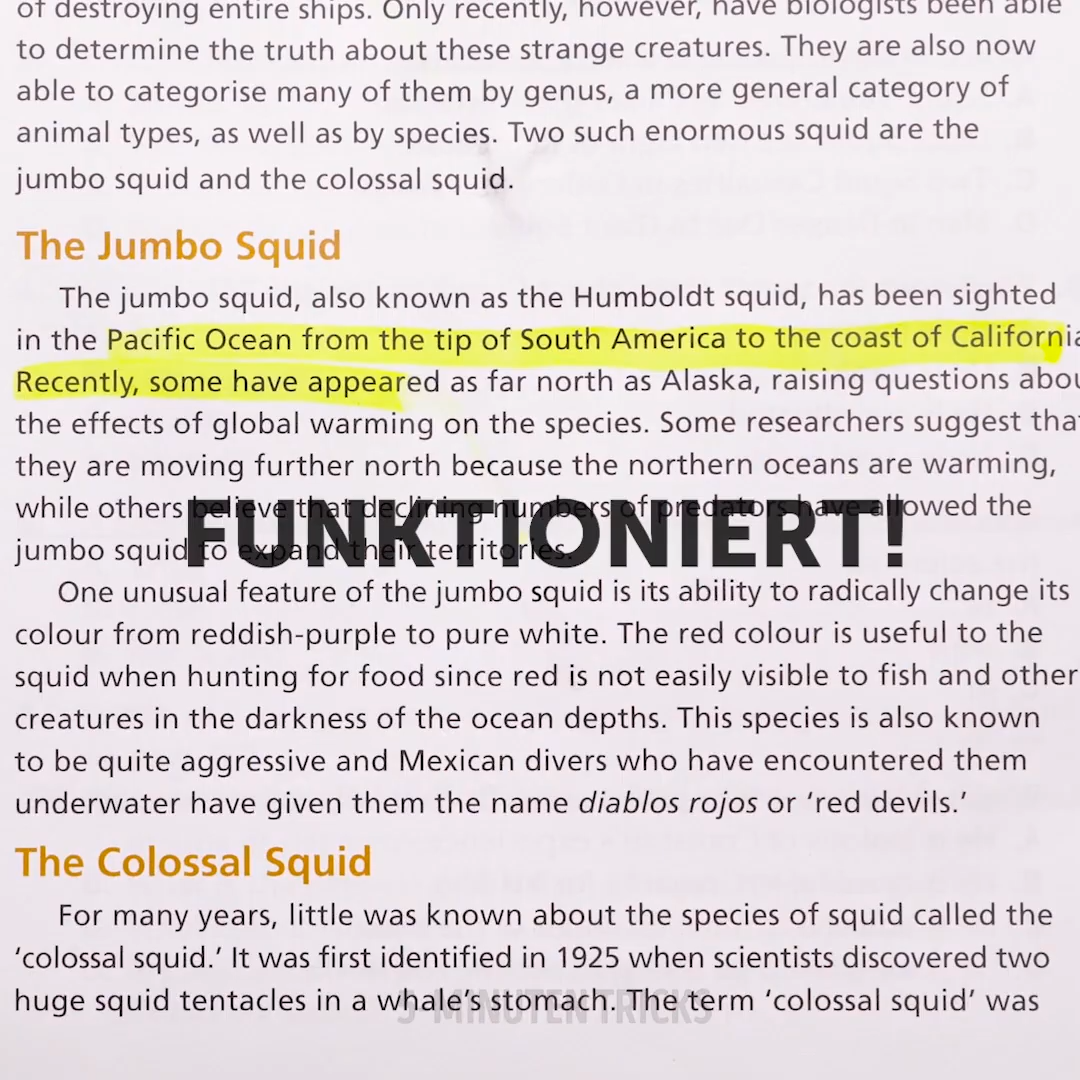 of destroying entire ships. Only recently, however, have biologists been able
to determine the truth about these strange creatures. They are also now
able to categorise many of them by genus, a more general category of
animal types, as well as by species. Two such enormous squid are the
jumbo squid and the colossal squid.
The Jumbo Squid
The jumbo squid, also known as the Humboldt squid, has been sighted
in the Pacific Ocean from the tip of South America to the coast of California
Recently, some have appeared as far north as Alaska, raising questions abou
the effects of global warming on the species. Some researchers suggest that
they are moving further north because the northern oceans are warming,
while others believe that declining numbers of predators have allowed the
FUNKTIONIERT!
jumbo squid to expand their territories.
One unusual feature of the jumbo squid is its ability to radically change its
colour from reddish-purple to pure white. The red colour is useful to the
squid when hunting for food since red is not easily visible to fish and other
creatures in the darkness of the ocean depths. This species is also known
to be quite aggressive and Mexican divers who have encountered them
underwater have given them the name diablos rojos or ‘red devils.’
The Colossal Squid
For many years, little was known about the species of squid called the
‘colossal squid.’ It was first identified in 1925 when scientists discovered two
huge squid tentacles in a whale’s stomach. The term ‘colossal squid’ was
5-MINUTEN TRICKS